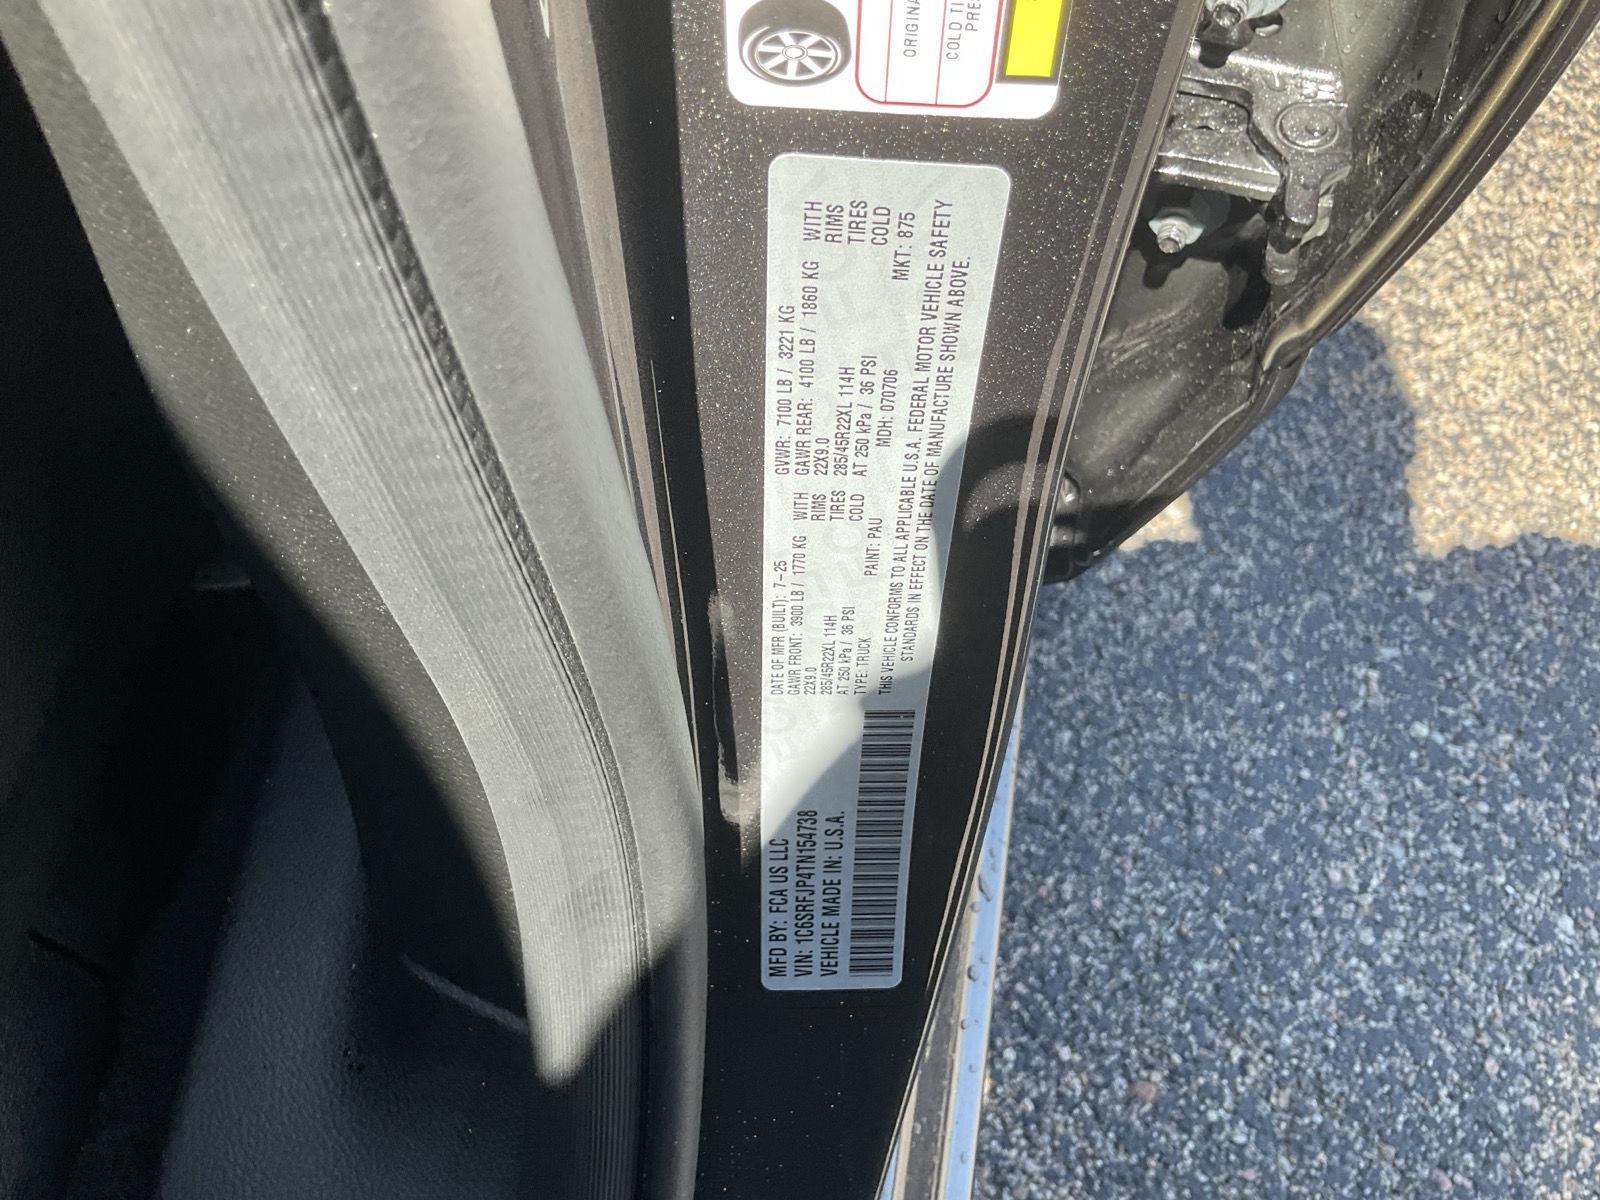 ORIGINA
COLD TI
PRES
MFD BY: FCA US LLC
VIN: 1C6SRFJP4TN154738
VEHICLE MADE IN: U.S.A.
DATE OF MFR (BUILT): 7-25
GAWR FRONT: 3900 LB / 1770 KG WITH
22X9.0 RIMS
285/45R22XL 114H TIRES
AT 250 kPa / 36 PSI COLD
TYPE: TRUCK
PAINT: PAU
GVWR: 7100 LB / 3221 KG
GAWR REAR: 4100 LB / 1860 KG WITH
22X9.0 RIMS
285/45R22XL 114H TIRES
AT 250 kPa / 36 PSI COLD
MDH: 070706
MKT: 875
THIS VEHICLE CONFORMS TO ALL APPLICABLE U.S.A. FEDERAL MOTOR VEHICLE SAFETY
STANDARDS IN EFFECT ON THE DATE OF MANUFACTURE SHOWN ABOVE.